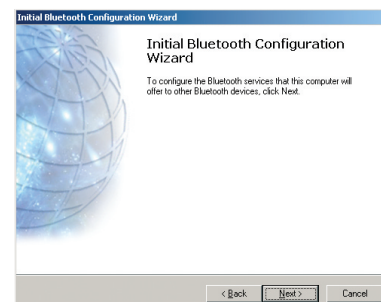 Initial Bluetooth Configuration Wizard
Initial Bluetooth Configuration
Wizard
To configure the Bluetooth services that this computer will
offer to other Bluetooth devices, click Next.
< Back
Next >
Cancel